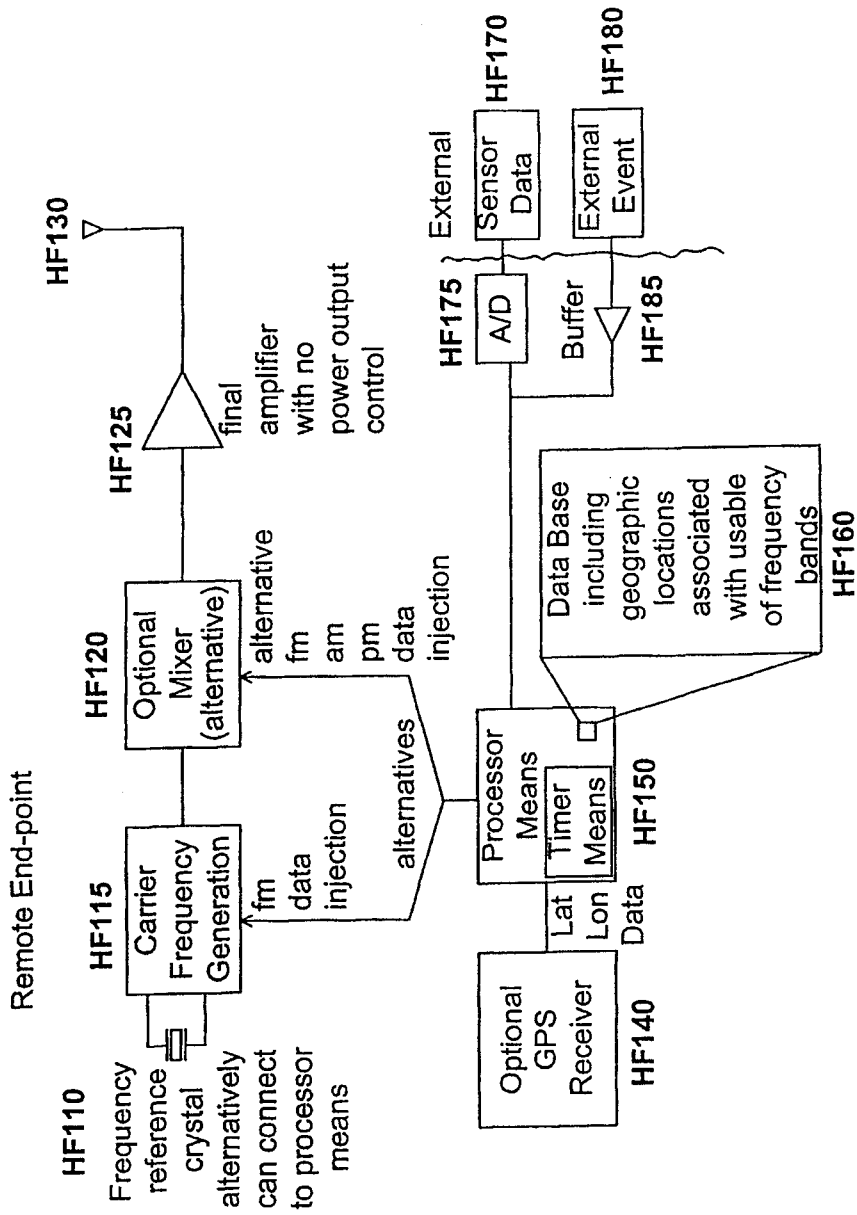 Remote End-point
HF110
Frequency
reference
crystal
alternatively
can connect
to processor
means
HF115
Carrier
Frequency
Generation
fm
data
injection
HF120
Optional
Mixer
(alternative)
alternative
fm
am
pm
data
injection
alternatives
HF125
final
amplifier
with no
power output
control
HF130
Optional
GPS
Receiver
HF140
Lat
Lon
Data
Processor
Means
Timer
Means
HF150
Data Base
including
geographic
locations
associated
with usable
of frequency
bands
HF160
HF175
A/D
Buffer
HF185
External
Sensor
Data
HF170
External
Event
HF180